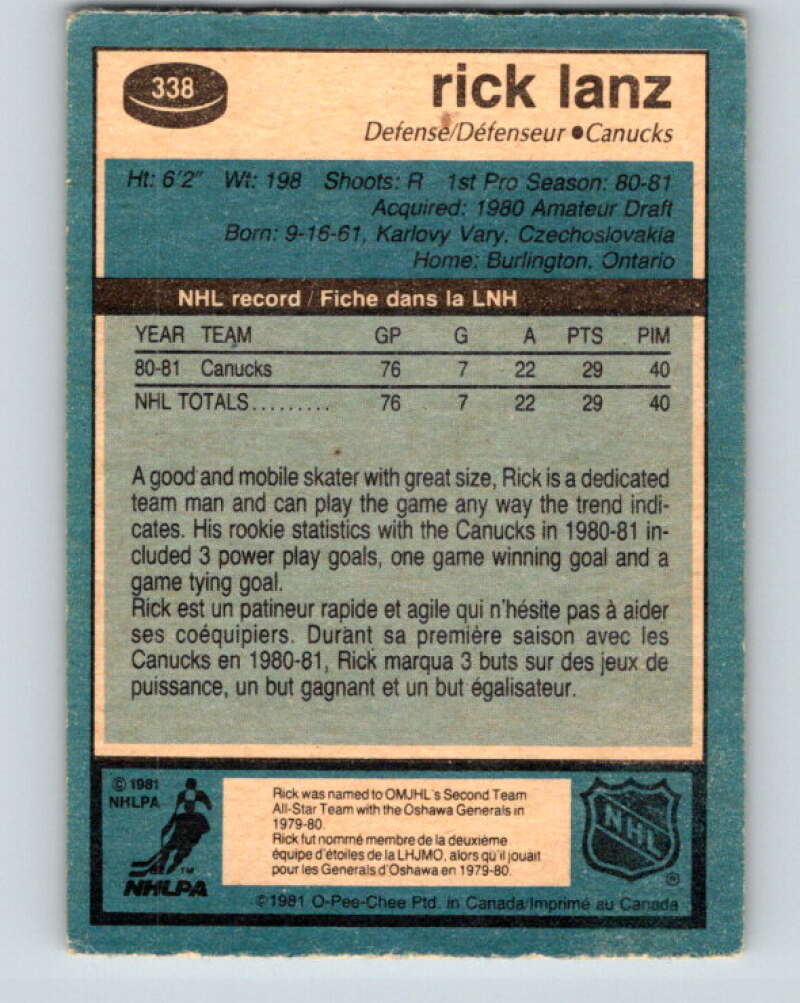 338
rick lanz
Defense/Défenseur ●Canucks
Ht: 6'2" Wt: 198 Shoots: R 1st Pro Season: 80-81
Acquired: 1980 Amateur Draft
Born: 9-16-61, Karlovy Vary, Czechoslovakia
Home: Burlington, Ontario
NHL record / Fiche dans la LNH
YEAR TEAM GP G A PTS PIM
80-81 Canucks 76 7 22 29 40
NHL TOTALS......... 76 7 22 29 40
A good and mobile skater with great size, Rick is a dedicated
team man and can play the game any way the trend indi-
cates. His rookie statistics with the Canucks in 1980-81 in-
cluded 3 power play goals, one game winning goal and a
game tying goal.
Rick est un patineur rapide et agile qui n'hésite pas à aider
ses coéquipiers. Durant sa première saison avec les
Canucks en 1980-81, Rick marqua 3 buts sur des jeux de
puissance, un but gagnant et un but égalisateur.
© 1981
NHLPA
TM
NHLPA
Rick was named to OMJHL's Second Team
All-Star Team with the Oshawa Generals in
1979-80.
Rick fut nommé membre de la deuxième
équipe d'étoiles de la LHJMO, alors qu'il jouait
pour les Generals d'Oshawa en 1979-80.
NHL
®
©1981 O-Pee-Chee Ptd. in Canada/Imprimé au Canada